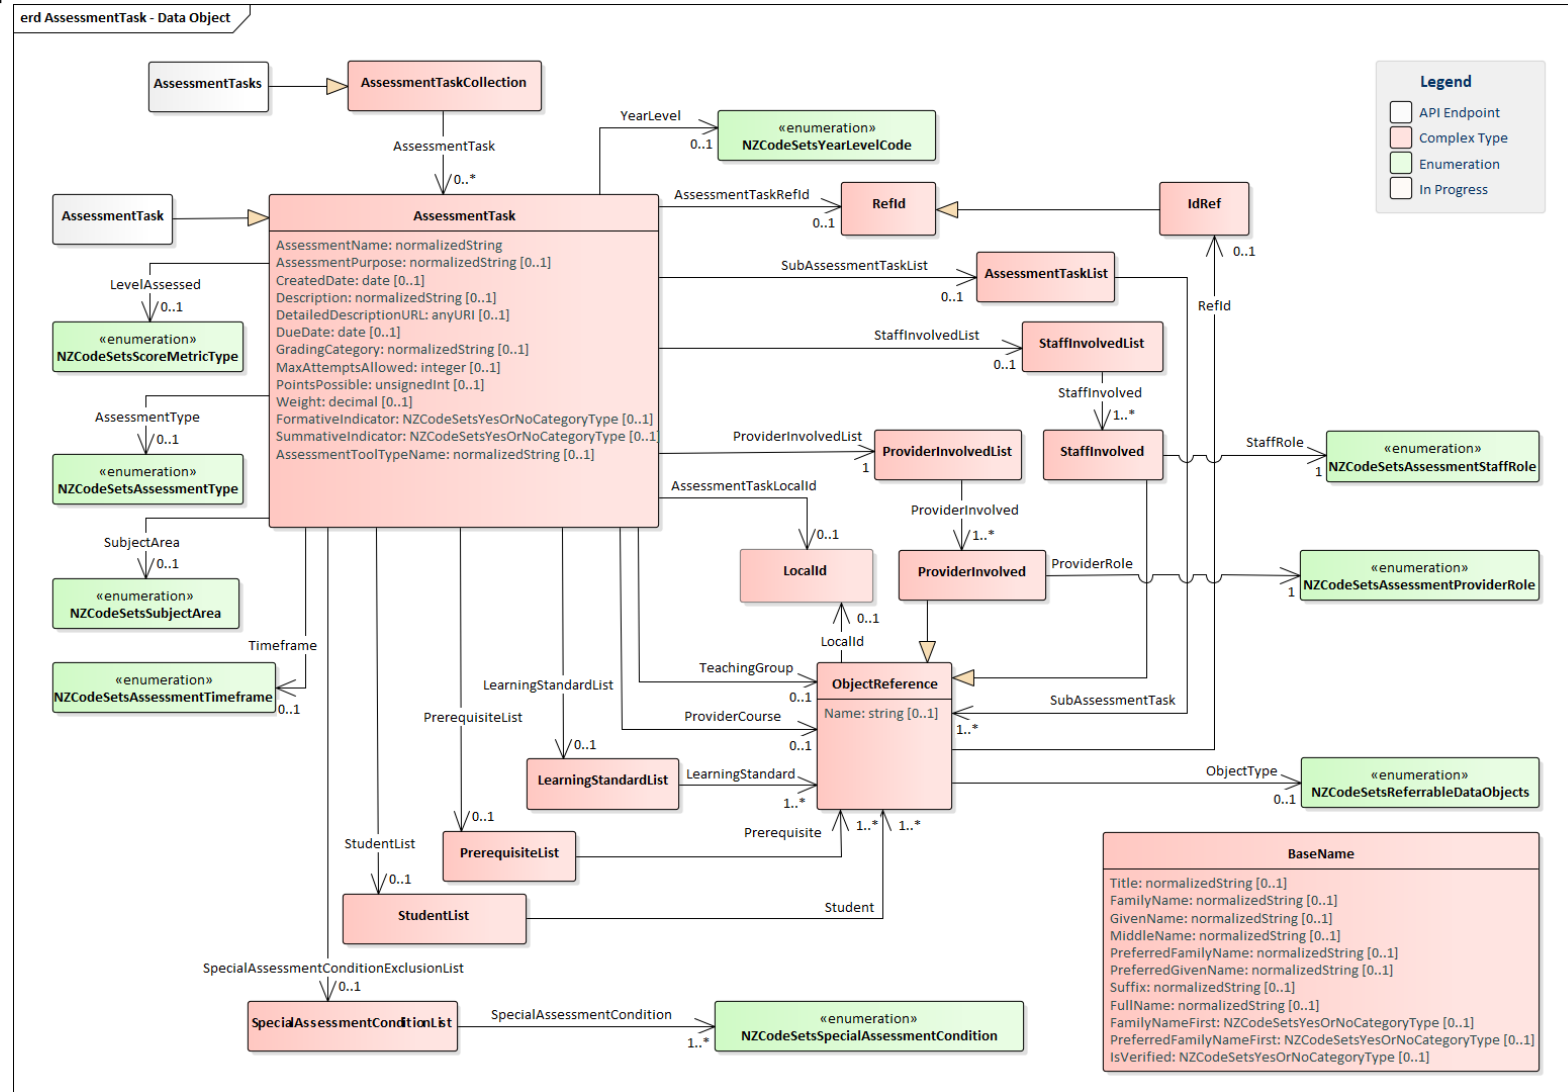 erd AssessmentTask - Data Object
AssessmentTasks
AssessmentTaskCollection
Legend
API Endpoint
Complex Type
Enumeration
In Progress
AssessmentTask
0..*
YearLevel
0..1
«enumeration»
NZCodeSetsYearLevelCode
AssessmentTask
AssessmentTask
AssessmentName: normalizedString
AssessmentPurpose: normalizedString [0..1]
CreatedDate: date [0..1]
Description: normalizedString [0..1]
DetailedDescriptionURL: anyURI [0..1]
DueDate: date [0..1]
GradingCategory: normalizedString [0..1]
MaxAttemptsAllowed: integer [0..1]
PointsPossible: unsignedInt [0..1]
Weight: decimal [0..1]
FormativeIndicator: NZCodeSetsYesOrNoCategoryType [0..1]
SummativeIndicator: NZCodeSetsYesOrNoCategoryType [0..1]
AssessmentToolTypeName: normalizedString [0..1]
AssessmentTaskRefId
0..1
RefId
IdRef
0..1
RefId
SubAssessmentTaskList
0..1
AssessmentTaskList
LevelAssessed
0..1
«enumeration»
NZCodeSetsScoreMetricType
StaffInvolvedList
0..1
StaffInvolvedList
StaffInvolved
1..*
AssessmentType
0..1
«enumeration»
NZCodeSetsAssessmentType
ProviderInvolvedList
1
ProviderInvolvedList
StaffInvolved
StaffRole
1
«enumeration»
NZCodeSetsAssessmentStaffRole
AssessmentTaskLocalId
0..1
ProviderInvolved
1..*
SubjectArea
0..1
«enumeration»
NZCodeSetsSubjectArea
LocalId
0..1
LocalId
ProviderInvolved
ProviderRole
1
«enumeration»
NZCodeSetsAssessmentProviderRole
Timeframe
0..1
«enumeration»
NZCodeSetsAssessmentTimeframe
TeachingGroup
0..1
ObjectReference
Name: string [0..1]
SubAssessmentTask
1..*
LearningStandardList
0..1
PrerequisiteList
0..1
ProviderCourse
0..1
LearningStandardList
LearningStandard
1..*
ObjectType
0..1
«enumeration»
NZCodeSetsReferrableDataObjects
StudentList
0..1
PrerequisiteList
Prerequisite
1..*
1..*
StudentList
Student
SpecialAssessmentConditionExclusionList
0..1
SpecialAssessmentConditionList
SpecialAssessmentCondition
1..*
«enumeration»
NZCodeSetsSpecialAssessmentCondition
BaseName
Title: normalizedString [0..1]
FamilyName: normalizedString [0..1]
GivenName: normalizedString [0..1]
MiddleName: normalizedString [0..1]
PreferredFamilyName: normalizedString [0..1]
PreferredGivenName: normalizedString [0..1]
Suffix: normalizedString [0..1]
FullName: normalizedString [0..1]
FamilyNameFirst: NZCodeSetsYesOrNoCategoryType [0..1]
PreferredFamilyNameFirst: NZCodeSetsYesOrNoCategoryType [0..1]
IsVerified: NZCodeSetsYesOrNoCategoryType [0..1]